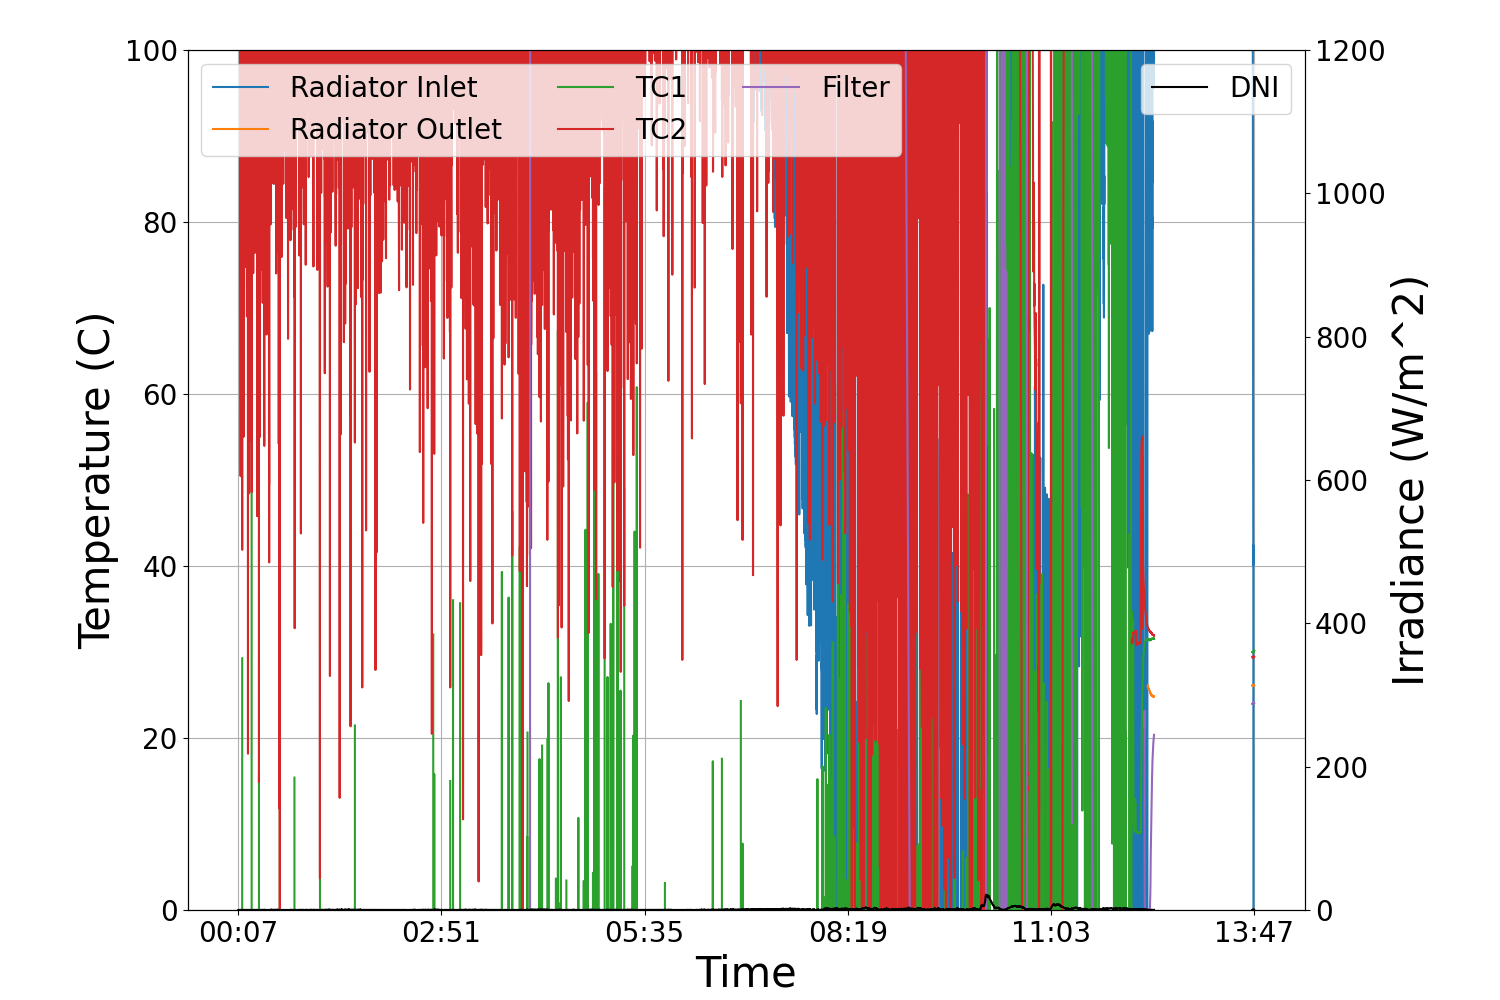 Radiator Inlet
Radiator Outlet
TC1
TC2
Filter
DNI
Temperature (C)
100
80
60
40
20
0
1200
1000
800
600
400
200
0
Irradiance (W/m^2)
00:07 02:51 05:35 08:19 11:03 13:47
Time